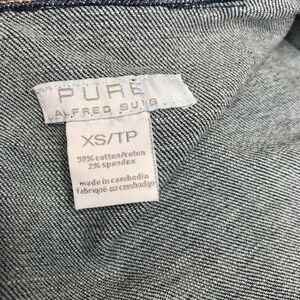 PURE
ALFRED SUNG
XS/TP
98% cotton/coton
2% spandex
made in cambodia
fabriqué au cambodge